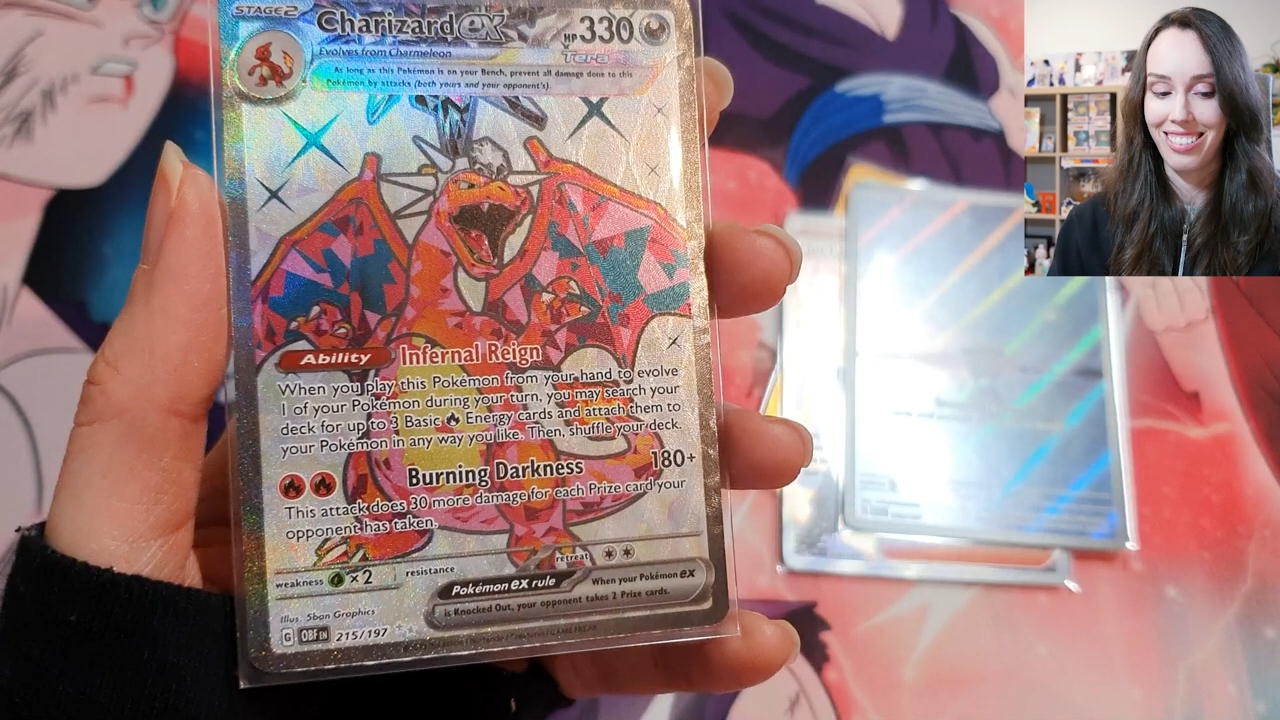 STAGE2
Charizard ex
HP 330
Evolves from Charmeleon
Tera
As long as this Pokémon is on your Bench, prevent all damage done to this
Pokémon by attacks (both yours and your opponent's).
Ability Infernal Reign
When you play this Pokémon from your hand to evolve
1 of your Pokémon during your turn, you may search your
deck for up to 3 Basic Energy cards and attach them to
your Pokémon in any way you like. Then, shuffle your deck.
Burning Darkness 180+
This attack does 30 more damage for each Prize card your
opponent has taken.
weakness ×2 resistance retreat
Pokémon ex rule When your Pokémon ex
is Knocked Out, your opponent takes 2 Prize cards.
Illus. 5ban Graphics
G OBF EN 215/197